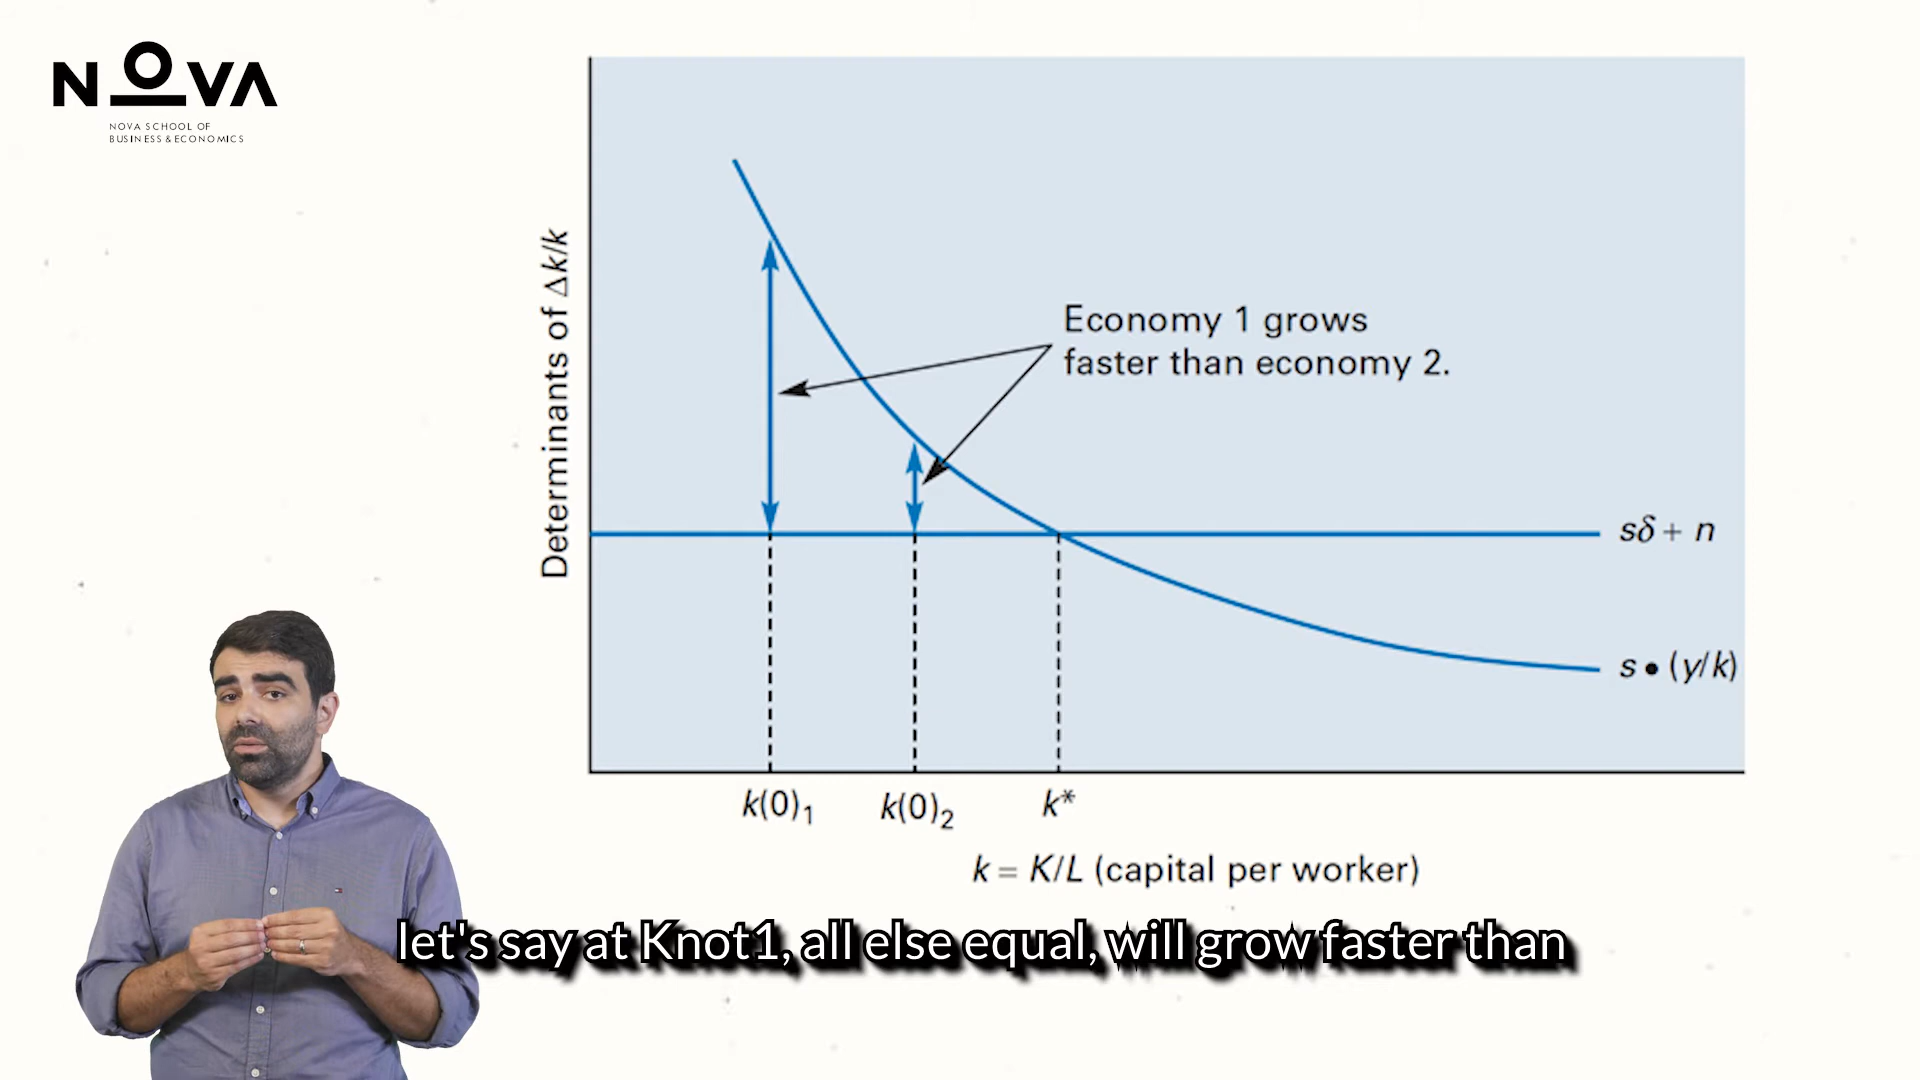 NOVA
NOVA SCHOOL OF
BUSINESS & ECONOMICS
Determinants of Δk/k
Economy 1 grows
faster than economy 2.
sδ + n
s • (y/k)
k(0)₁
k(0)₂
k*
k = K/L (capital per worker)
let's say at Knot1, all else equal, will grow faster than